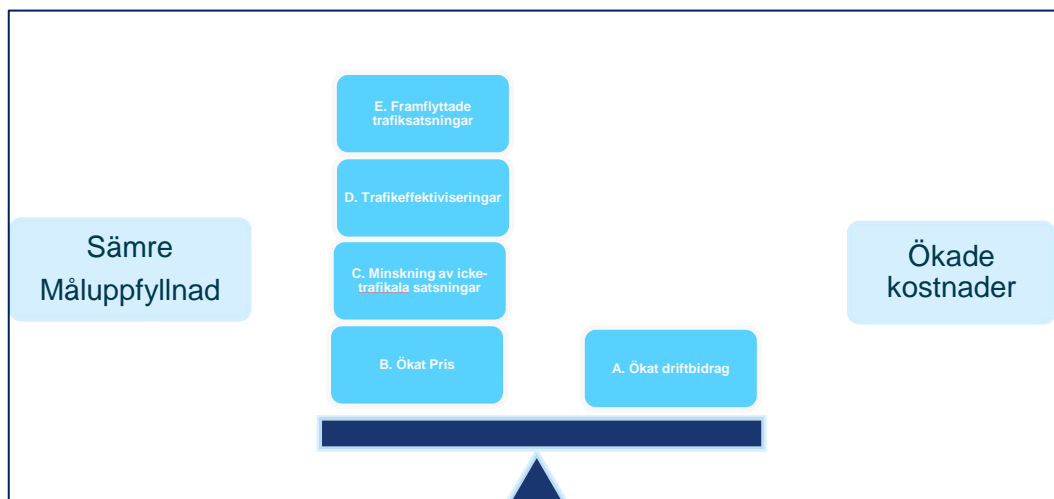 E. Framflyttade
trafiksatsningar
D. Trafikeffektiviseringar
Sämre
Måluppfyllnad
C. Minskning av icke-
trafikala satsningar
Ökade
kostnader
B. Ökat Pris
A. Ökat driftbidrag